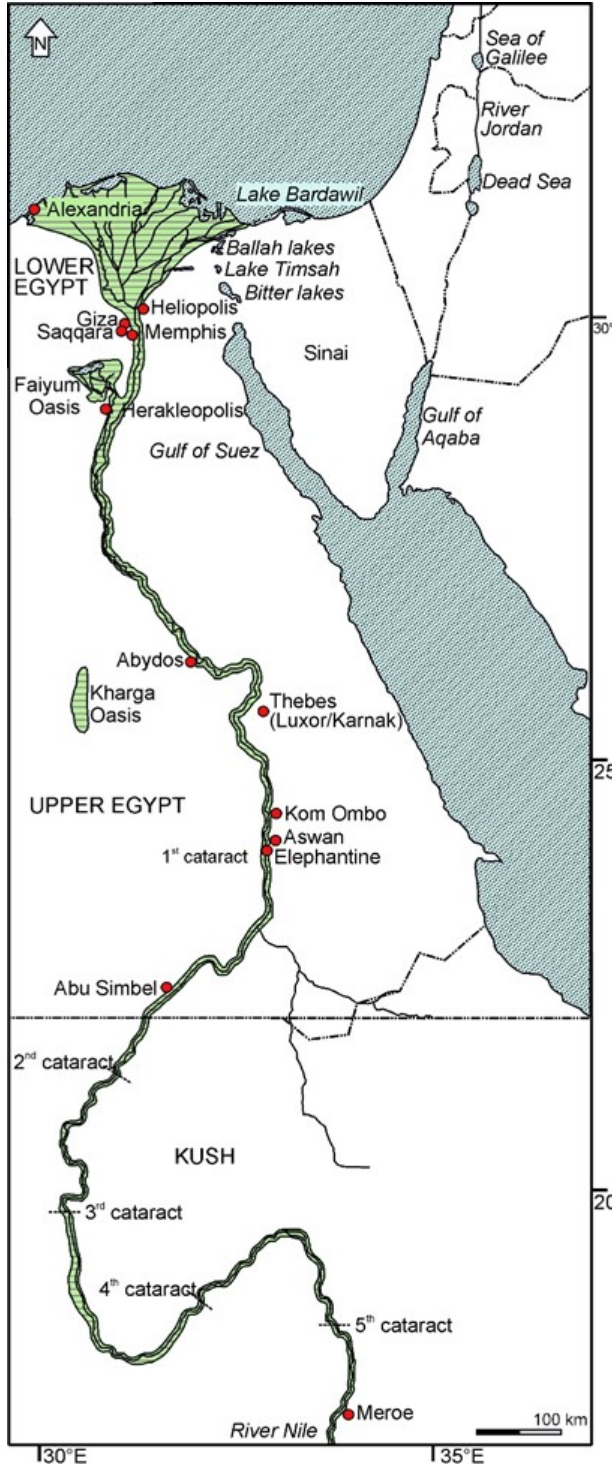 N
Sea of
Galilee
River
Jordan
Dead Sea
Lake Bardawil
Alexandria
Ballah lakes
LOWER
EGYPT
Lake Timsah
Bitter lakes
Heliopolis
30°
Giza
Saqqara
Memphis
Sinai
Faiyum
Oasis
Herakleopolis
Gulf of Suez
Gulf of
Aqaba
Abydos
Kharga
Oasis
Thebes
(Luxor/Karnak)
25
UPPER EGYPT
Kom Ombo
Aswan
1st cataract
Elephantine
Abu Simbel
2nd cataract
KUSH
20
3rd cataract
4th cataract
5th cataract
Meroe
River Nile
100 km
30°E
35°E